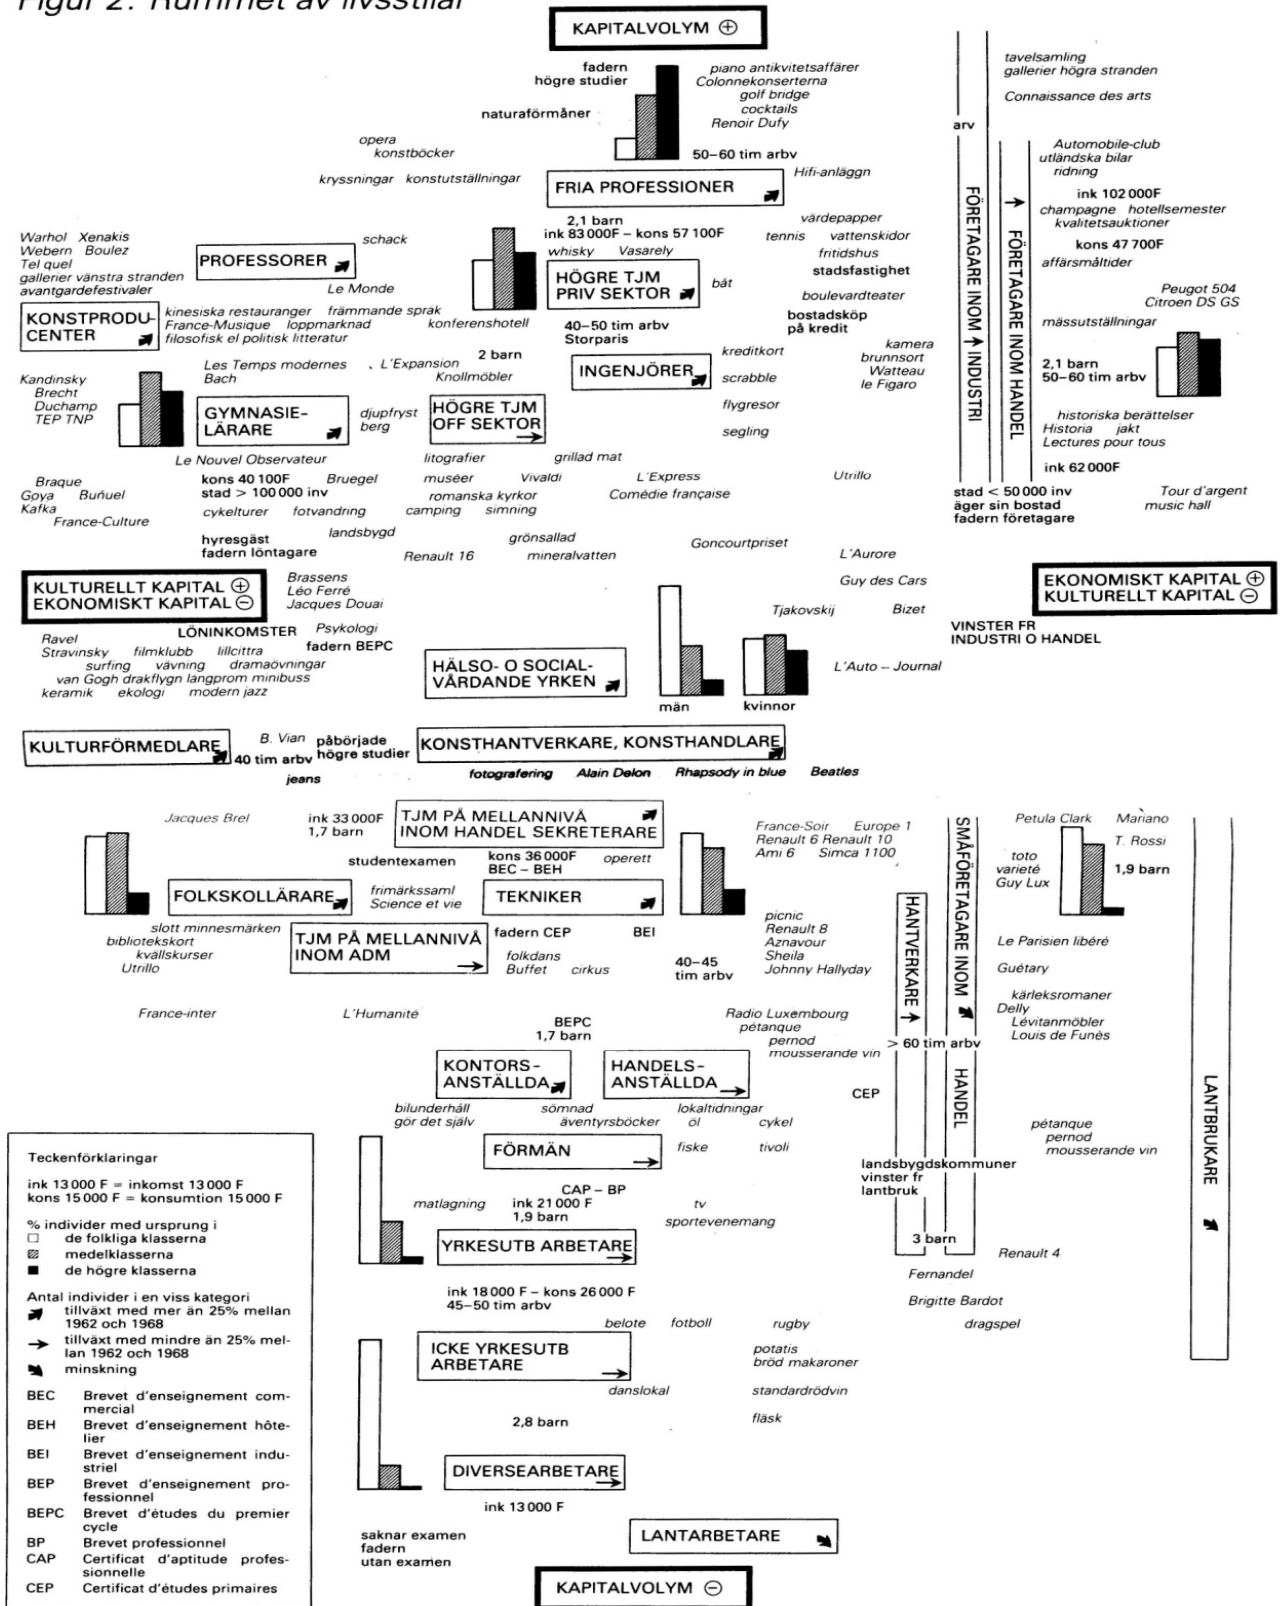 Figur 2. Rummet av livsstilar
KAPITALVOLYM ⊕
fadern
högre studier
naturaförmåner
piano antikvitetsaffärer
Colonnekonserterna
golf bridge
cocktails
Renoir Dufy
50–60 tim arbv
opera
konstböcker
kryssningar konstutställningar
FRIA PROFESSIONER
Hifi-anläggn
2,1 barn
ink 83 000F – kons 57 100F
whisky Vasarely
värdepapper
tennis vattenskidor
fritidshus
stadsfastighet
båt
boulevardteater
bostadsköp
på kredit
schack
PROFESSORER
Le Monde
Warhol Xenakis
Webern Boulez
Tel quel
gallerier vänstra stranden
avantgardefestivaler
KONSTPRODU-
CENTER
kinesiska restauranger främmande språk
France-Musique loppmarknad
filosofisk el politisk litteratur
konferenshotell
HÖGRE TJM
PRIV SEKTOR
40–50 tim arbv
Storparis
2 barn
INGENJÖRER
kreditkort
scrabble
flygresor
segling
kamera
brunnsort
Watteau
le Figaro
Les Temps modernes
Bach
L'Expansion
Knollmöbler
Kandinsky
Brecht
Duchamp
TEP TNP
GYMNASIE-
LÄRARE
djupfryst
berg
HÖGRE TJM
OFF SEKTOR
Le Nouvel Observateur
litografier
grillad mat
Braque
Goya Buñuel
Kafka
France-Culture
kons 40 100F
stad > 100 000 inv
Bruegel
muséer
Vivaldi
L'Express
Utrillo
romanska kyrkor
Comédie française
cykelturer fotvandring camping simning
hyresgäst
fadern löntagare
landsbygd
grönsallad
Renault 16
mineralvatten
Goncourtpriset
L'Aurore
tavelsamling
gallerier högra stranden
Connaissance des arts
arv
FÖRETAGARE INOM INDUSTRI
FÖRETAGARE INOM HANDEL
Automobile-club
utländska bilar
ridning
ink 102 000F
champagne hotellsemester
kvalitetsauktioner
kons 47 700F
affärsmåltider
Peugot 504
Citroen DS GS
mässutställningar
2,1 barn
50–60 tim arbv
historiska berättelser
Historia jakt
Lectures pour tous
ink 62 000F
stad < 50 000 inv
äger sin bostad
fadern företagare
Tour d'argent
music hall
KULTURELLT KAPITAL ⊕
EKONOMISKT KAPITAL ⊖
EKONOMISKT KAPITAL ⊕
KULTURELLT KAPITAL ⊖
Brassens
Léo Ferré
Jacques Douai
Guy des Cars
Tjakovskij
Bizet
VINSTER FR
INDUSTRI O HANDEL
LÖNINKOMSTER
Psykologi
fadern BEPC
Ravel
Stravinsky filmklubb lillcittra
surfing vävning dramaövningar
van Gogh drakflygn långprom minibuss
keramik ekologi modern jazz
HÄLSO- O SOCIAL-
VÅRDANDE YRKEN
män
kvinnor
L'Auto – Journal
KULTURFÖRMEDLARE
B. Vian
40 tim arbv
påbörjade
högre studier
jeans
KONSTHANTVERKARE, KONSTHANDLARE
fotografering Alain Delon Rhapsody in blue Beatles
Jacques Brel
ink 33 000F
1,7 barn
TJM PÅ MELLANNIVÅ
INOM HANDEL SEKRETERARE
studentexamen
kons 36 000F
BEC – BEH
operett
France-Soir Europe 1
Renault 6 Renault 10
Ami 6 Simca 1100
FOLKSKOLLÄRARE
frimärkssaml
Science et vie
TEKNIKER
slott minnesmärken
bibliotekskort
kvällskurser
Utrillo
TJM PÅ MELLANNIVÅ
INOM ADM
fadern CEP
BEI
folkdans
Buffet cirkus
40–45
tim arbv
picnic
Renault 8
Aznavour
Sheila
Johnny Hallyday
France-inter
L'Humanité
BEPC
1,7 barn
Radio Luxembourg
pétanque
pernod
mousserande vin
HANTVERKARE
SMÅFÖRETAGARE INOM HANDEL
Petula Clark Mariano
T. Rossi
toto
varieté
Guy Lux
1,9 barn
Le Parisien libéré
Guétary
kärleksromaner
Delly
Lévitanmöbler
Louis de Funès
> 60 tim arbv
LANTBRUKARE
KONTORS-
ANSTÄLLDA
HANDELS-
ANSTÄLLDA
CEP
bilunderhåll
gör det själv
sömnad
äventyrsböcker
lokaltidningar
öl
cykel
FÖRMÄN
fiske
tivoli
pétanque
pernod
mousserande vin
landsbygdskommuner
vinster fr
lantbruk
CAP – BP
matlagning
ink 21 000 F
1,9 barn
tv
sportevenemang
YRKESUTB ARBETARE
3 barn
Renault 4
Fernandel
Brigitte Bardot
dragspel
ink 18 000 F – kons 26 000 F
45–50 tim arbv
belote fotboll rugby
ICKE YRKESUTB
ARBETARE
potatis
bröd makaroner
danslokal
standardrödvin
2,8 barn
fläsk
DIVERSEARBETARE
ink 13 000 F
saknar examen
fadern
utan examen
LANTARBETARE
KAPITALVOLYM ⊖
Teckenförklaringar
ink 13 000 F = inkomst 13 000 F
kons 15 000 F = konsumtion 15 000 F
% individer med ursprung i
de folkliga klasserna
medelklasserna
de högre klasserna
Antal individer i en viss kategori
tillväxt med mer än 25% mellan
1962 och 1968
tillväxt med mindre än 25% mel-
lan 1962 och 1968
minskning
BEC Brevet d'enseignement com-
mercial
BEH Brevet d'enseignement hôte-
lier
BEI Brevet d'enseignement indu-
striel
BEP Brevet d'enseignement pro-
fessionnel
BEPC Brevet d'études du premier
cycle
BP Brevet professionnel
CAP Certificat d'aptitude profes-
sionnelle
CEP Certificat d'études primaires